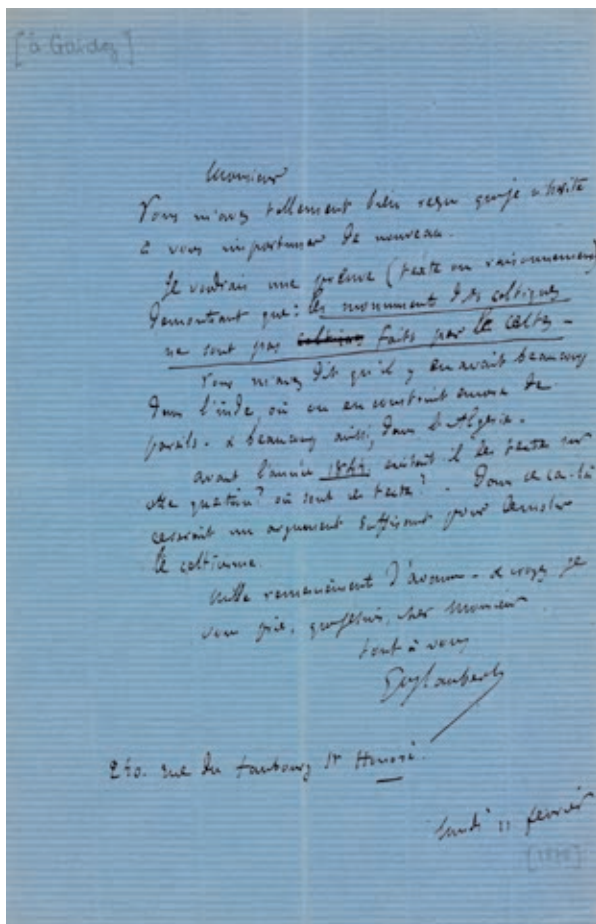 [à Gaidoz]
Monsieur
Vous m'avez tellement bien reçu que je n'hésite
à vous importuner de nouveau.
Je voudrais une preuve (texte ou raisonnement)
démontrant que : les monuments dits celtiques
ne sont pas celtiques faits par les celtes –
Vous m'avez dit qu'il y en avait beaucoup
dans l'inde, où on en construit encore de
pareils. & beaucoup aussi, dans l'Algérie.
avant l'année existait il des textes sur
cette question? où sont ces textes? – Dans ce cas-là
ce serait un argument suffisant pour démolir
le celticisme.
Mille remerciements d'avance – & croyez je
vous prie, que je suis, cher Monsieur
tout à vous
Gve Flaubert
240. rue du faubourg St Honoré.
lundi 11 février
[1878]